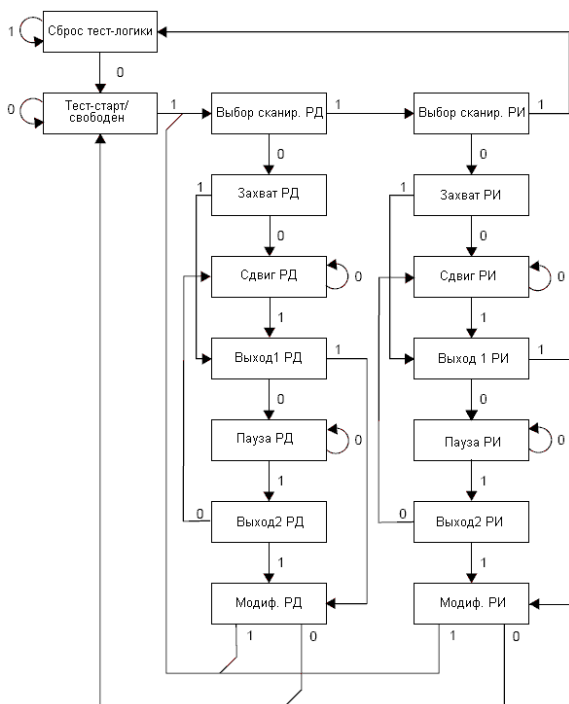 1
Сброс тест-логики
0
0
Тест-старт/
свободен
1
Выбор сканир. РД
1
Выбор сканир. РИ
1
0
0
1
Захват РД
1
Захват РИ
0
0
Сдвиг РД
0
Сдвиг РИ
0
1
1
Выход1 РД
1
Выход 1 РИ
1
0
0
Пауза РД
0
Пауза РИ
0
1
1
0
Выход2 РД
0
Выход2 РИ
1
1
Модиф. РД
Модиф. РИ
1
0
1
0